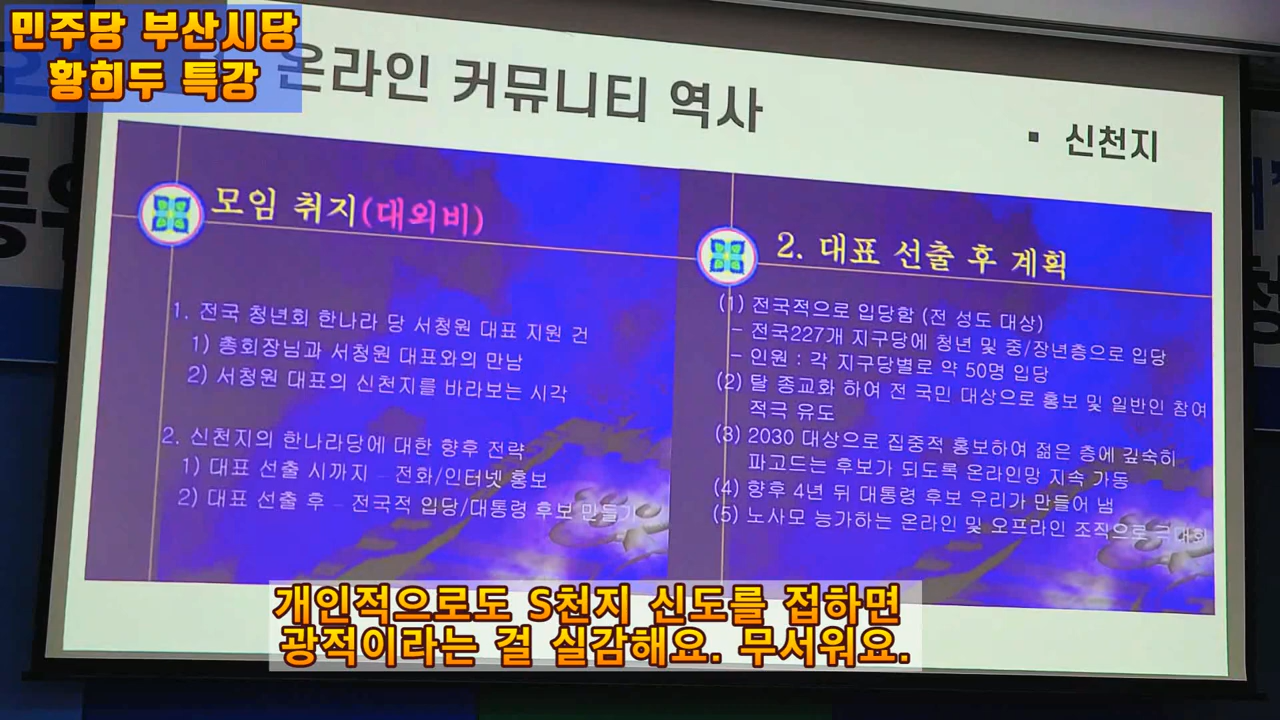 민주당 부산시당
황희두 특강
온라인 커뮤니티 역사
▪ 신천지
모임 취지(대외비)
1. 전국 청년회 한나라 당 서청원 대표 지원 건
1) 총회장님과 서청원 대표와의 만남
2) 서청원 대표의 신천지를 바라보는 시각
2. 신천지의 한나라당에 대한 향후 전략
1) 대표 선출 시까지 – 전화/인터넷 홍보
2) 대표 선출 후 – 전국적 입당/대통령 후보 만들기
2. 대표 선출 후 계획
(1) 전국적으로 입당함 (전 성도 대상)
– 전국227개 지구당에 청년 및 중/장년층으로 입당
– 인원 : 각 지구당별로 약 50명 입당
(2) 탈 종교화 하여 전 국민 대상으로 홍보 및 일반인 참여
적극 유도
(3) 2030 대상으로 집중적 홍보하여 젊은 층에 깊숙히
파고드는 후보가 되도록 온라인망 지속 가동
(4) 향후 4년 뒤 대통령 후보 우리가 만들어 냄
(5) 노사모 능가하는 온라인 및 오프라인 조직으로 극대화
개인적으로도 S천지 신도를 접하면
광적이라는 걸 실감해요. 무서워요.